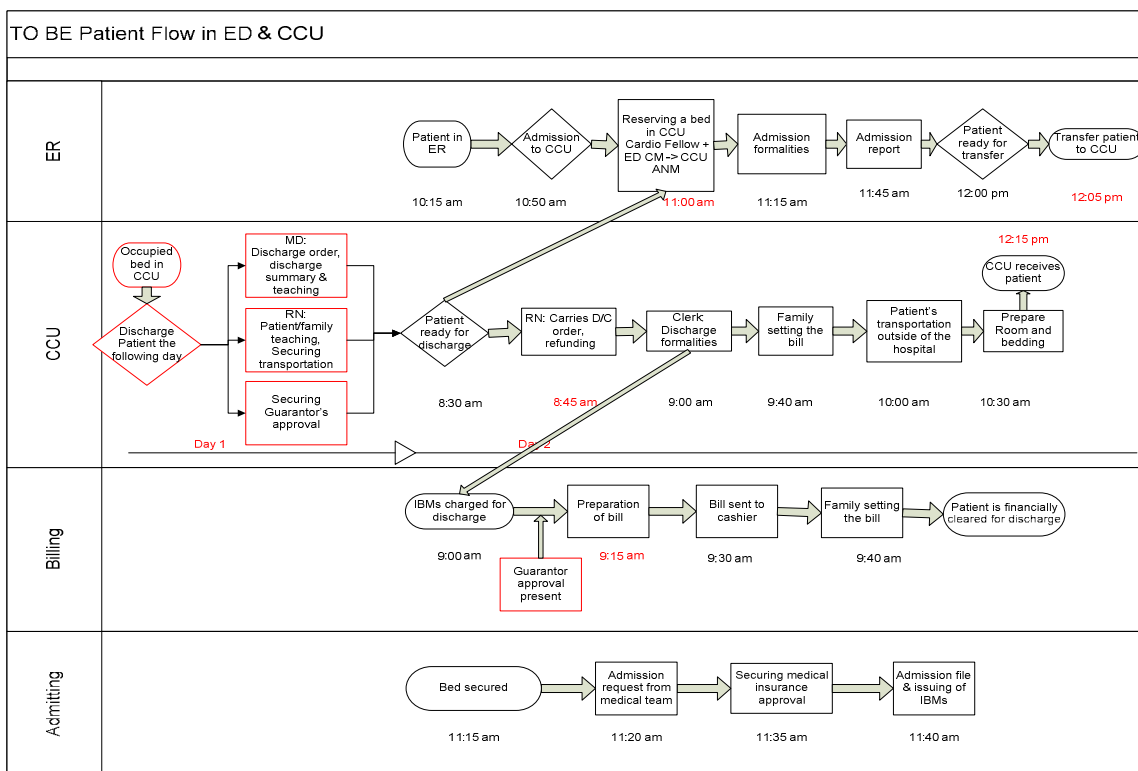 TO BE Patient Flow in ED & CCU
ER
Patient in
ER
10:15 am
Admission
to CCU
10:50 am
Reserving a bed
in CCU
Cardio Fellow +
ED CM -> CCU
ANM
11:00 am
Admission
formalities
11:15 am
Admission
report
11:45 am
Patient
ready for
transfer
12:00 pm
Transfer patient
to CCU
12:05 pm
CCU
Occupied
bed in
CCU
Discharge
Patient the
following day
MD:
Discharge order,
discharge
summary &
teaching
RN:
Patient/family
teaching,
Securing
transportation
Securing
Guarantor's
approval
Patient
ready for
discharge
8:30 am
RN: Carries D/C
order,
refunding
8:45 am
Clerk:
Discharge
formalities
9:00 am
Family
setting the
bill
9:40 am
Patient's
transportation
outside of the
hospital
10:00 am
Prepare
Room and
bedding
10:30 am
CCU receives
patient
12:15 pm
Day 1
Day 2
Billing
IBMs charged for
discharge
9:00 am
Guarantor
approval
present
Preparation
of bill
9:15 am
Bill sent to
cashier
9:30 am
Family setting
the bill
9:40 am
Patient is financially
cleared for discharge
Admitting
Bed secured
11:15 am
Admission
request from
medical team
11:20 am
Securing medical
insurance
approval
11:35 am
Admission file
& issuing of
IBMs
11:40 am